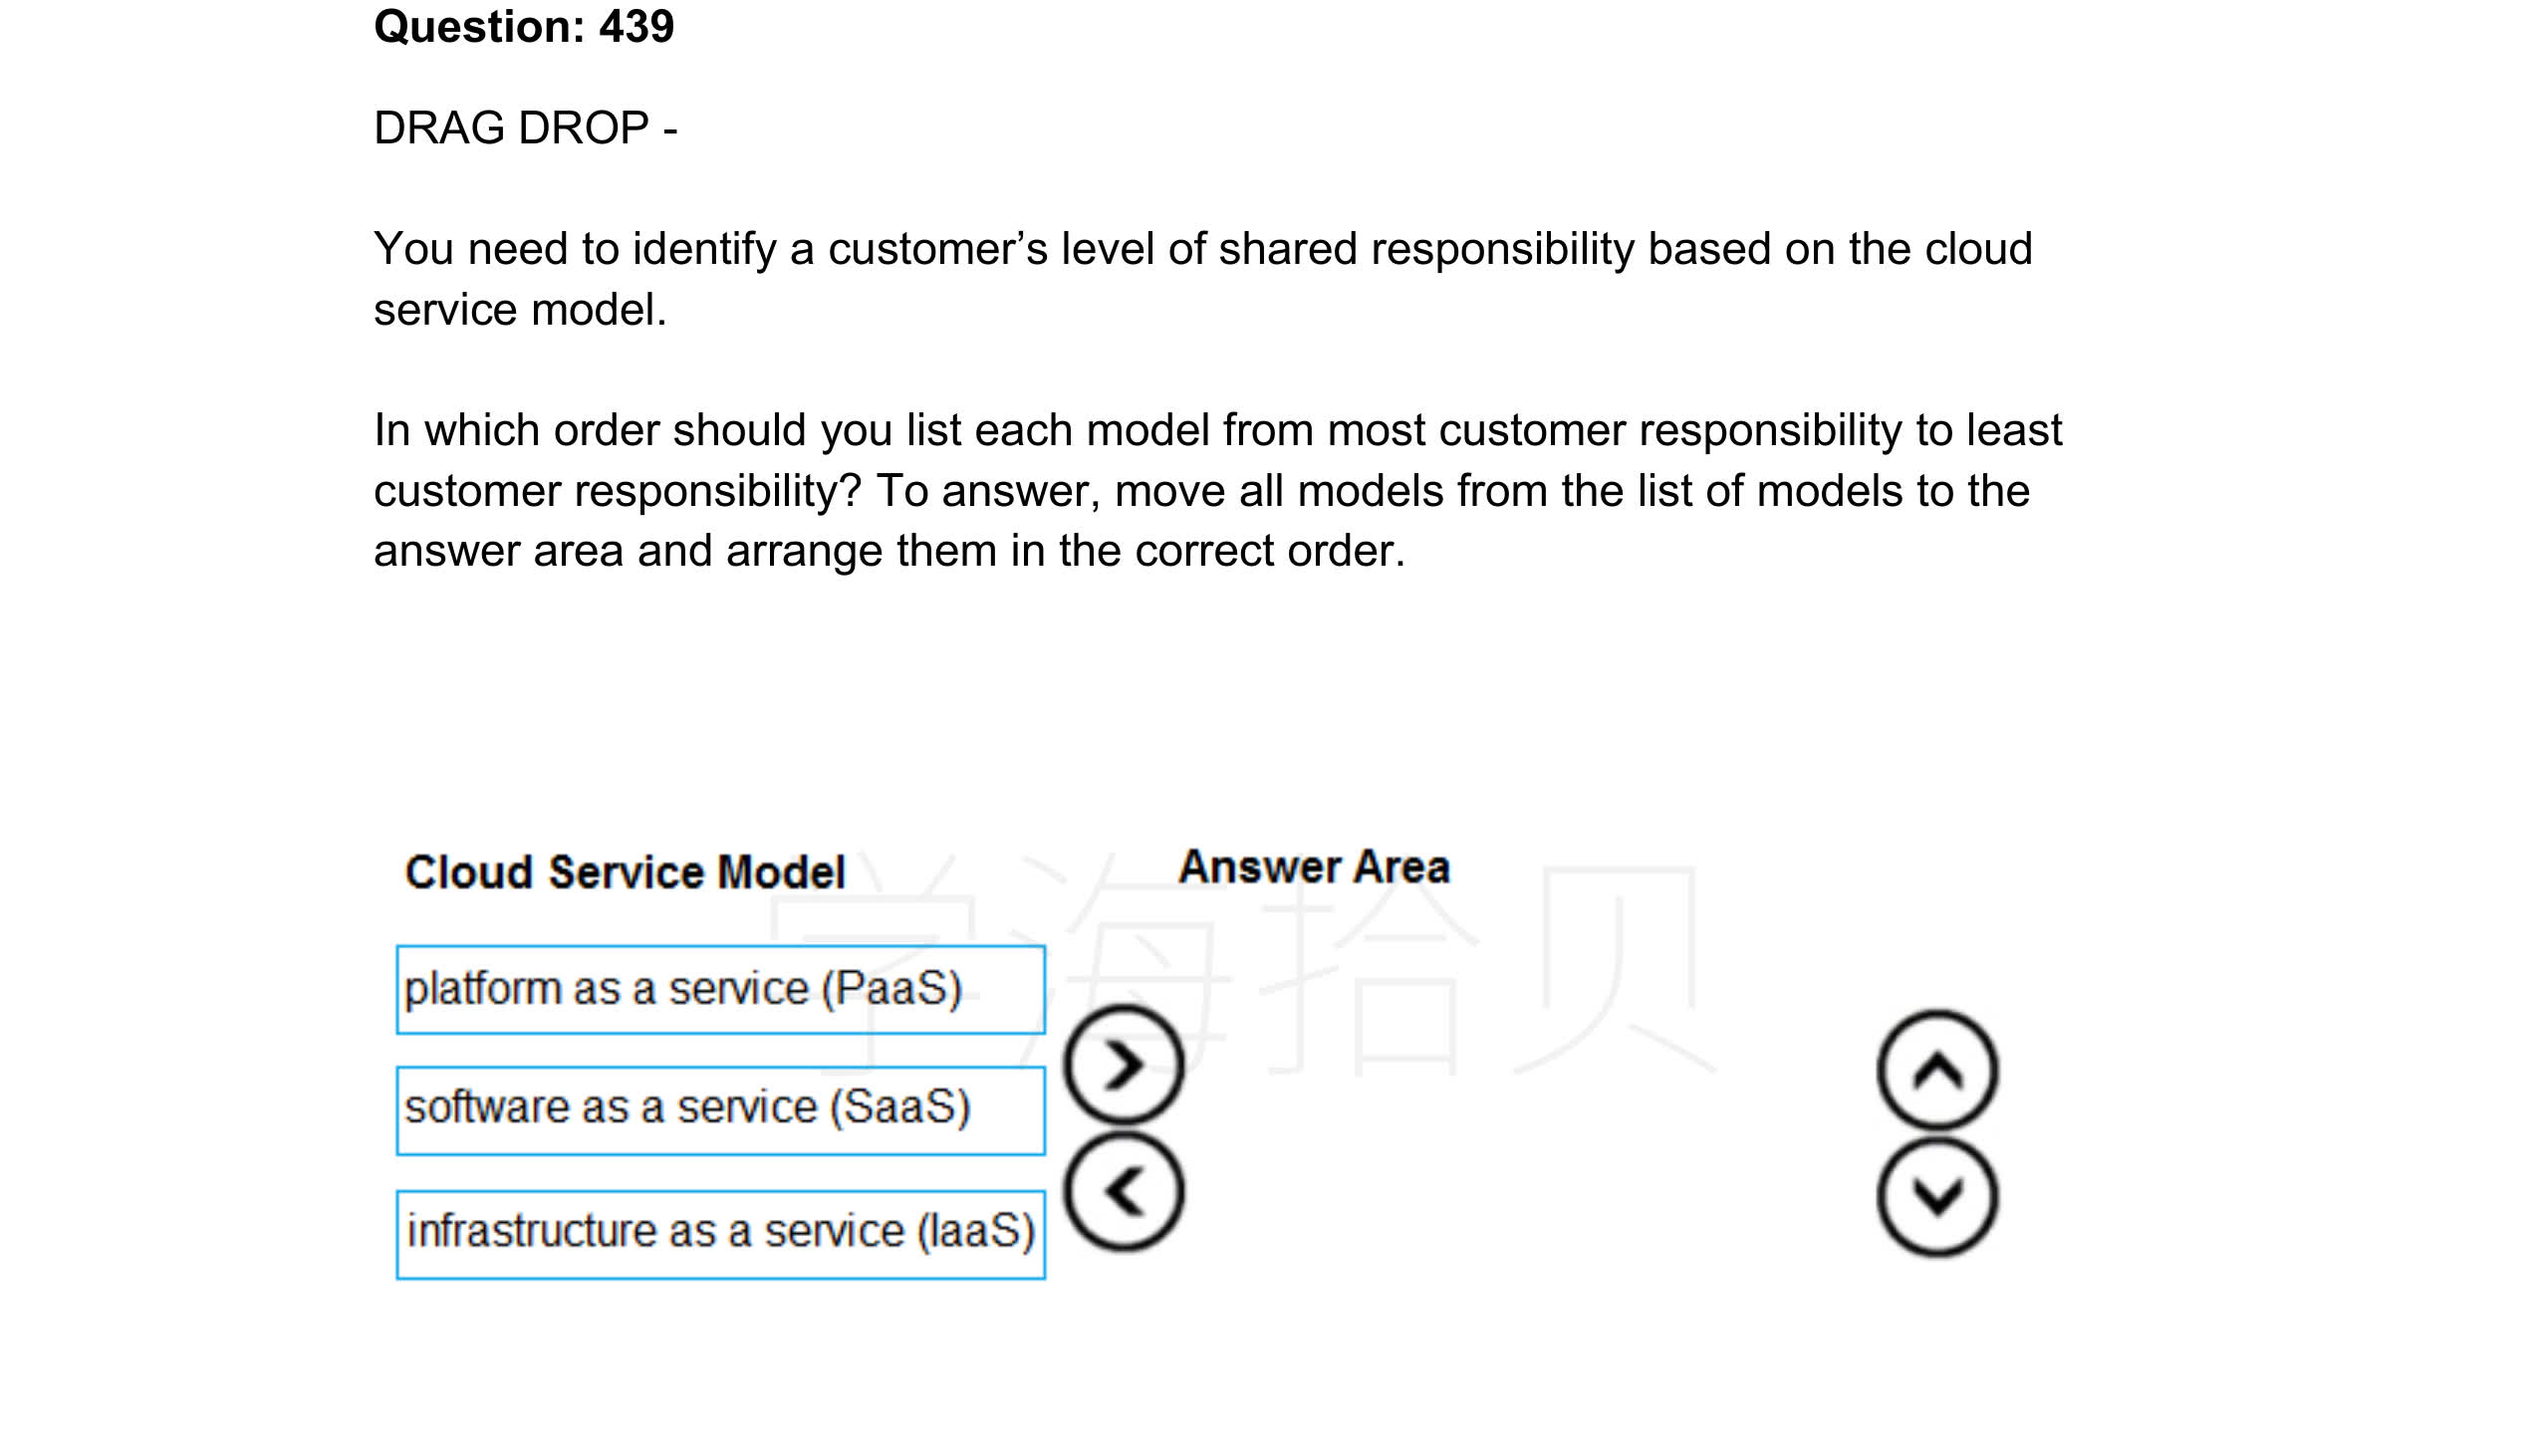 Question: 439
DRAG DROP -
You need to identify a customer’s level of shared responsibility based on the cloud
service model.
In which order should you list each model from most customer responsibility to least
customer responsibility? To answer, move all models from the list of models to the
answer area and arrange them in the correct order.
Cloud Service Model
Answer Area
学海拾贝
platform as a service (PaaS)
software as a service (SaaS)
infrastructure as a service (IaaS)